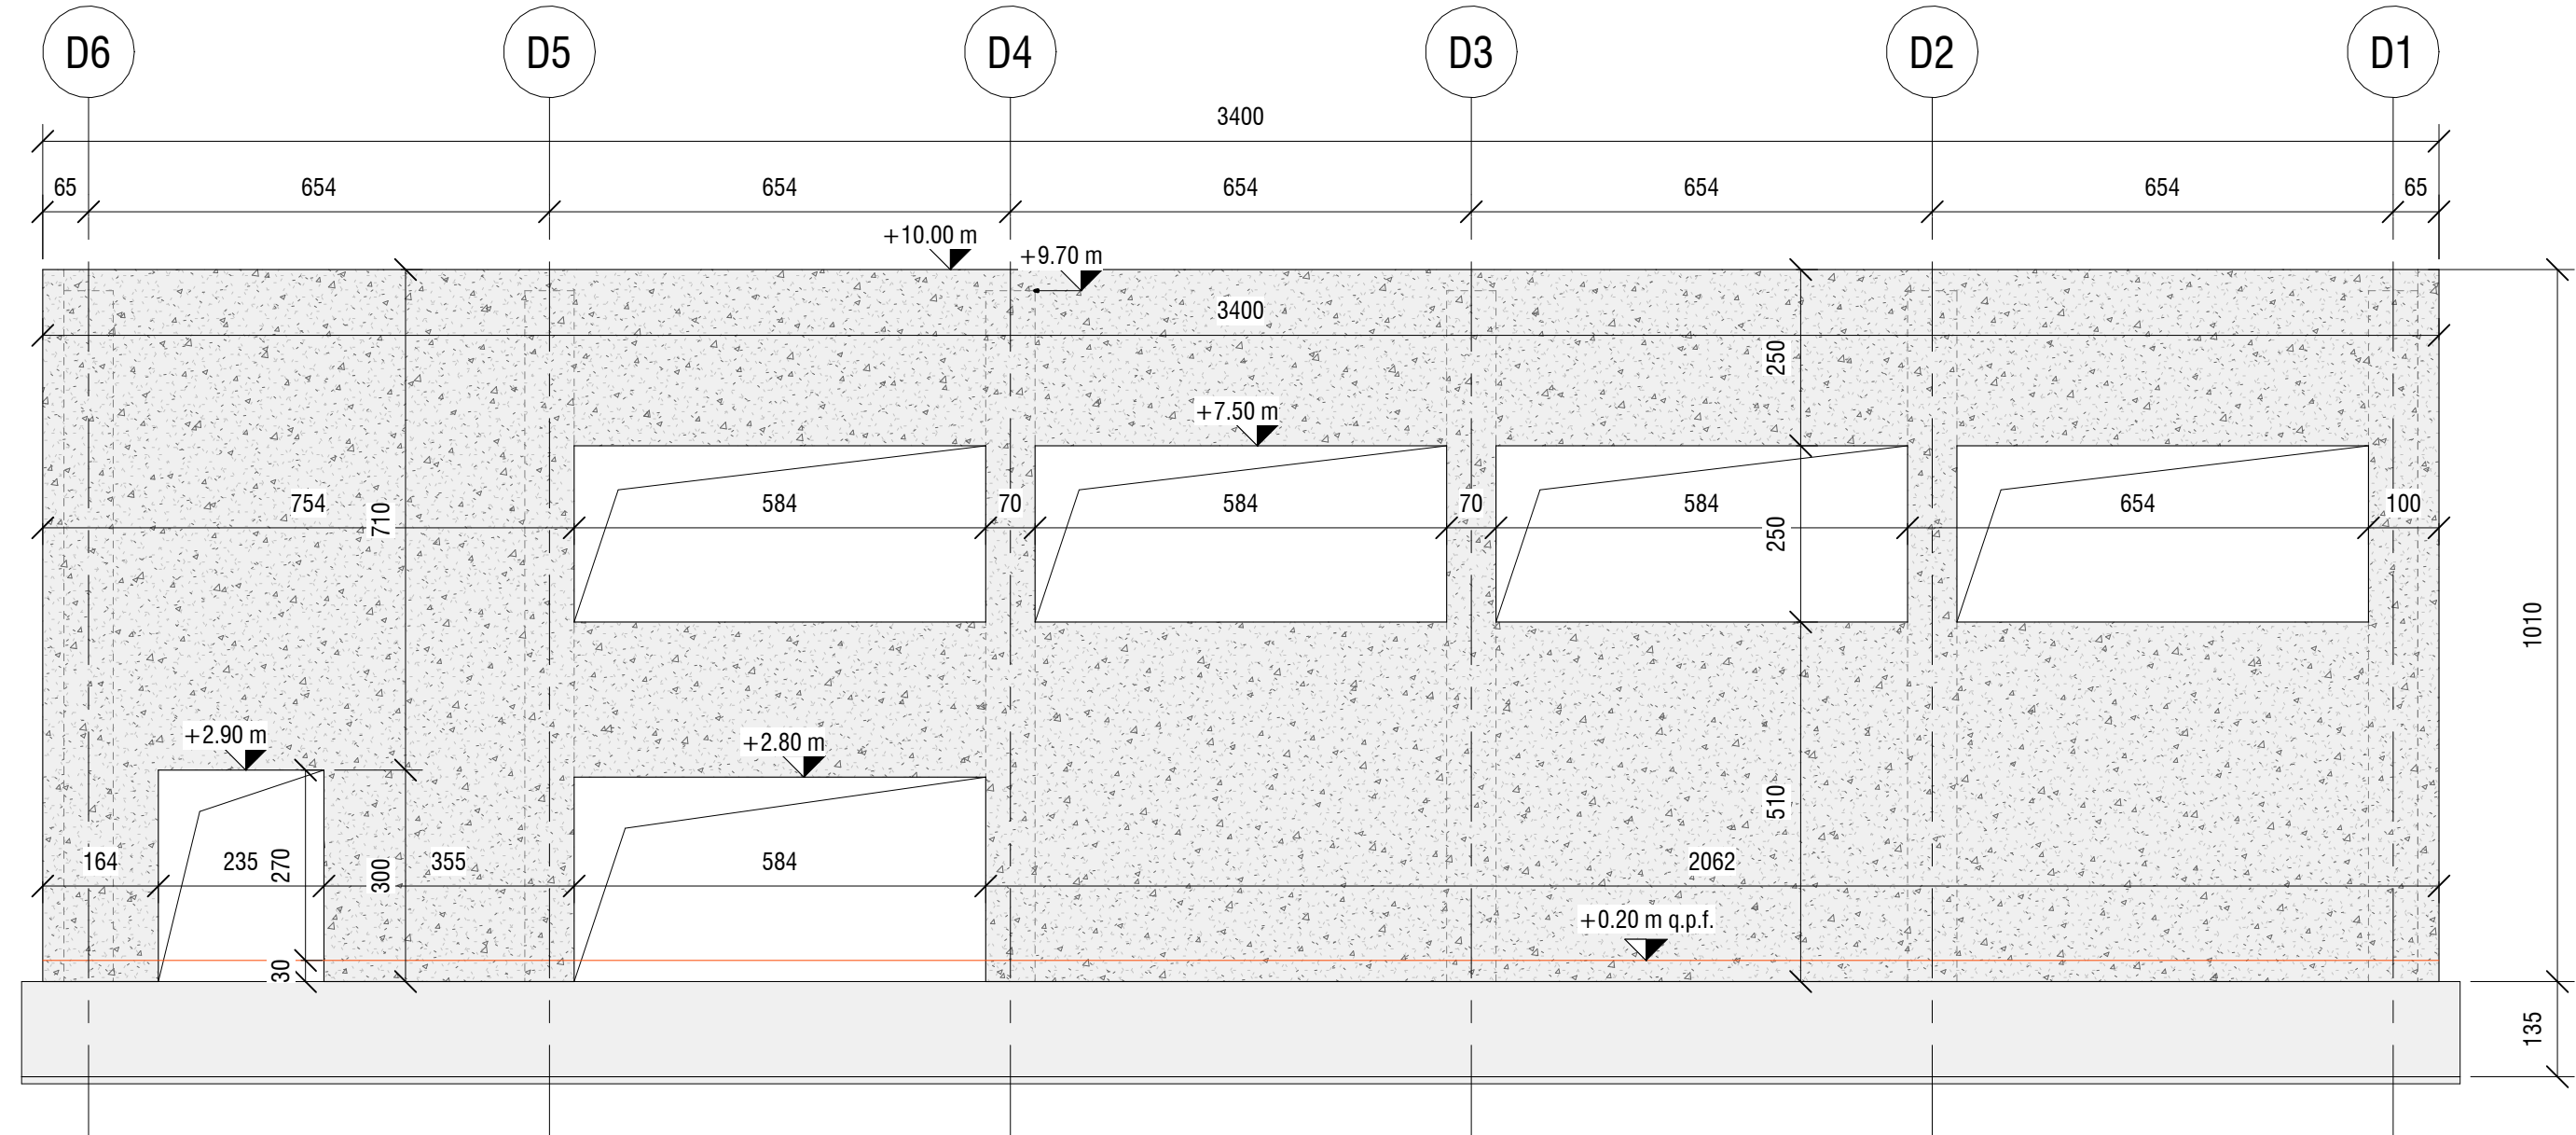 D6 D5 D4 D3 D2 D1
3400
65 654 654 654 654 654 65
+10.00 m
+9.70 m
3400
250
+7.50 m
754 710 584 70 584 70 584 250 654 100
1010
+2.90 m
+2.80 m
510
164 235 270 300 355 584 2062
+0.20 m q.p.f.
30
135